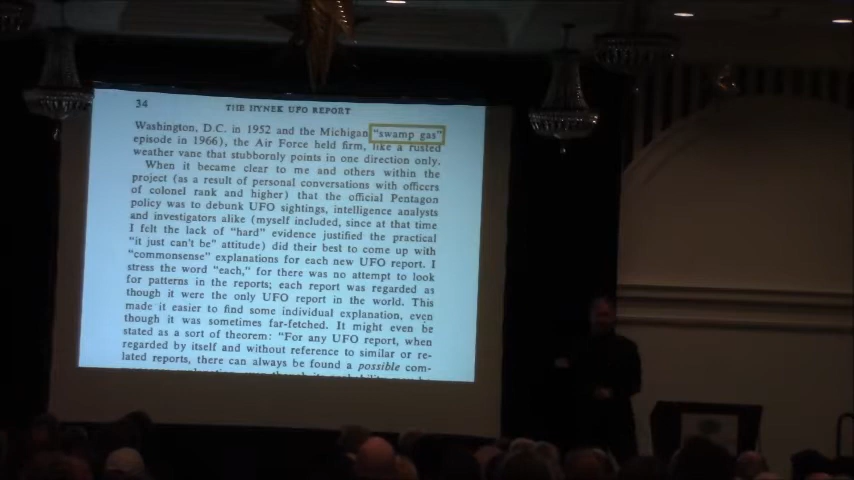 34 THE HYNEK UFO REPORT
Washington, D.C. in 1952 and the Michigan "swamp gas"
episode in 1966), the Air Force held firm, like a rusted
weather vane that stubbornly points in one direction only.
When it became clear to me and others within the
project (as a result of personal conversations with officers
of colonel rank and higher) that the official Pentagon
policy was to debunk UFO sightings, intelligence analysts
and investigators alike (myself included, since at that time
I felt the lack of "hard" evidence justified the practical
"it just can't be" attitude) did their best to come up with
"commonsense" explanations for each new UFO report. I
stress the word "each," for there was no attempt to look
for patterns in the reports; each report was regarded as
though it were the only UFO report in the world. This
made it easier to find some individual explanation, even
though it was sometimes far-fetched. It might even be
stated as a sort of theorem: "For any UFO report, when
regarded by itself and without reference to similar or re-
lated reports, there can always be found a possible com-